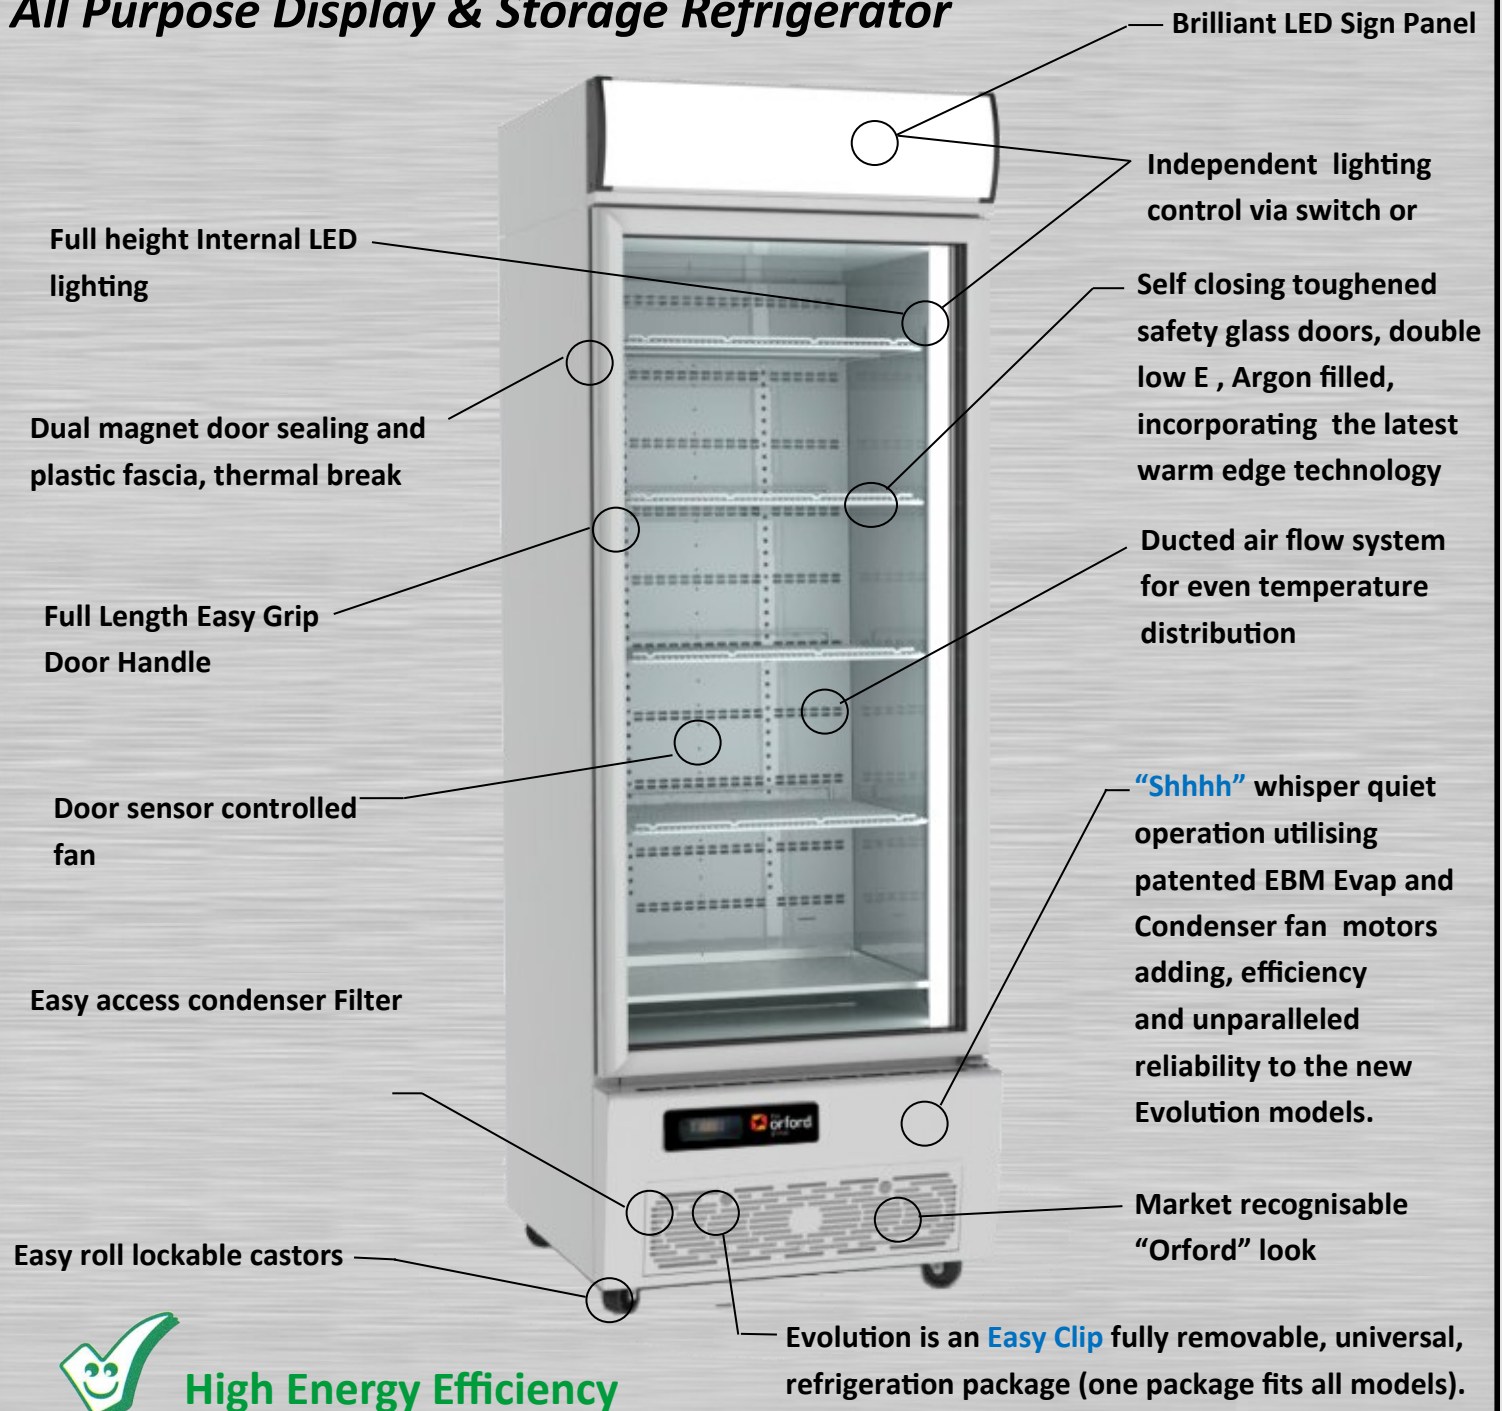 All Purpose Display & Storage Refrigerator
Brilliant LED Sign Panel
Independent lighting
control via switch or
Full height Internal LED
lighting
Self closing toughened
safety glass doors, double
low E , Argon filled,
incorporating the latest
warm edge technology
Dual magnet door sealing and
plastic fascia, thermal break
Ducted air flow system
for even temperature
distribution
Full Length Easy Grip
Door Handle
Door sensor controlled
fan
“Shhhh” whisper quiet
operation utilising
patented EBM Evap and
Condenser fan motors
adding, efficiency
and unparalleled
reliability to the new
Evolution models.
Easy access condenser Filter
orford
Market recognisable
“Orford” look
Easy roll lockable castors
Evolution is an Easy Clip fully removable, universal,
refrigeration package (one package fits all models).
High Energy Efficiency